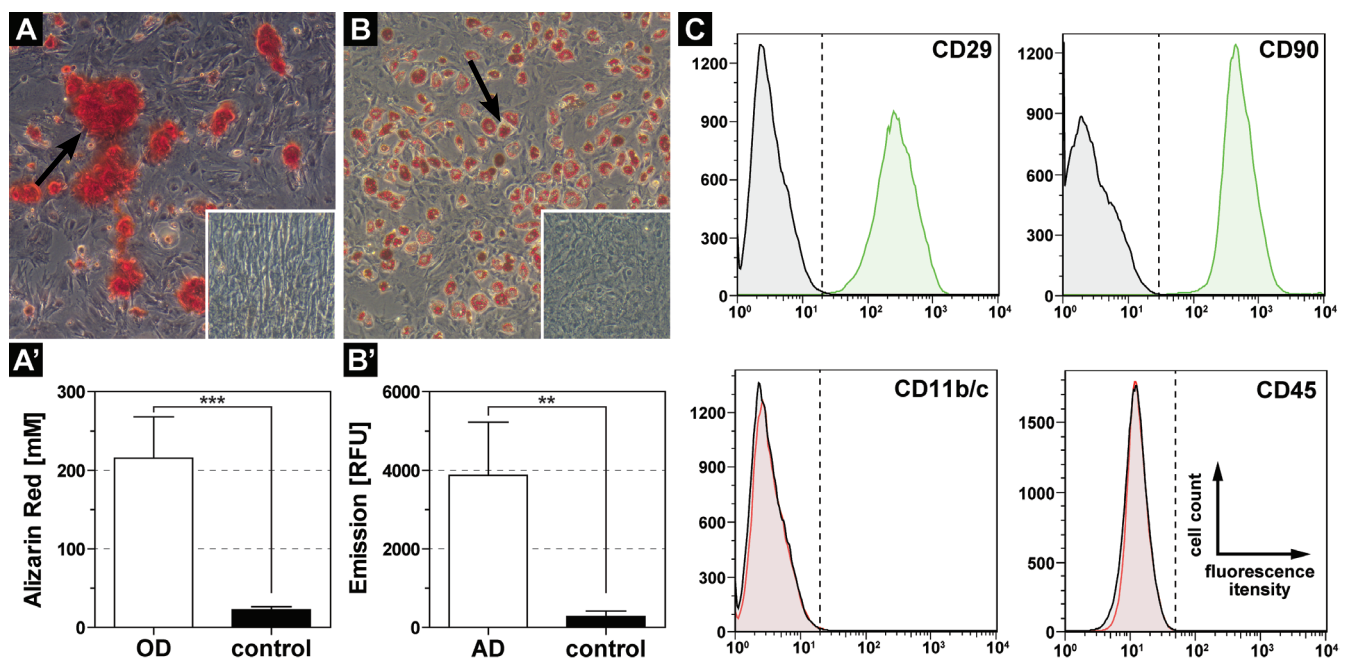 A
B
C
CD29
1200
900
600
300
0
10⁰ 10¹ 10² 10³ 10⁴
CD90
1200
900
600
300
0
10⁰ 10¹ 10² 10³ 10⁴
A'
Alizarin Red [mM]
300
200
100
0
***
OD control
B'
Emission [RFU]
6000
4000
2000
0
**
AD control
CD11b/c
1200
900
600
300
0
10⁰ 10¹ 10² 10³ 10⁴
CD45
1500
1000
500
0
10⁰ 10¹ 10² 10³ 10⁴
cell count
fluorescence
itensity